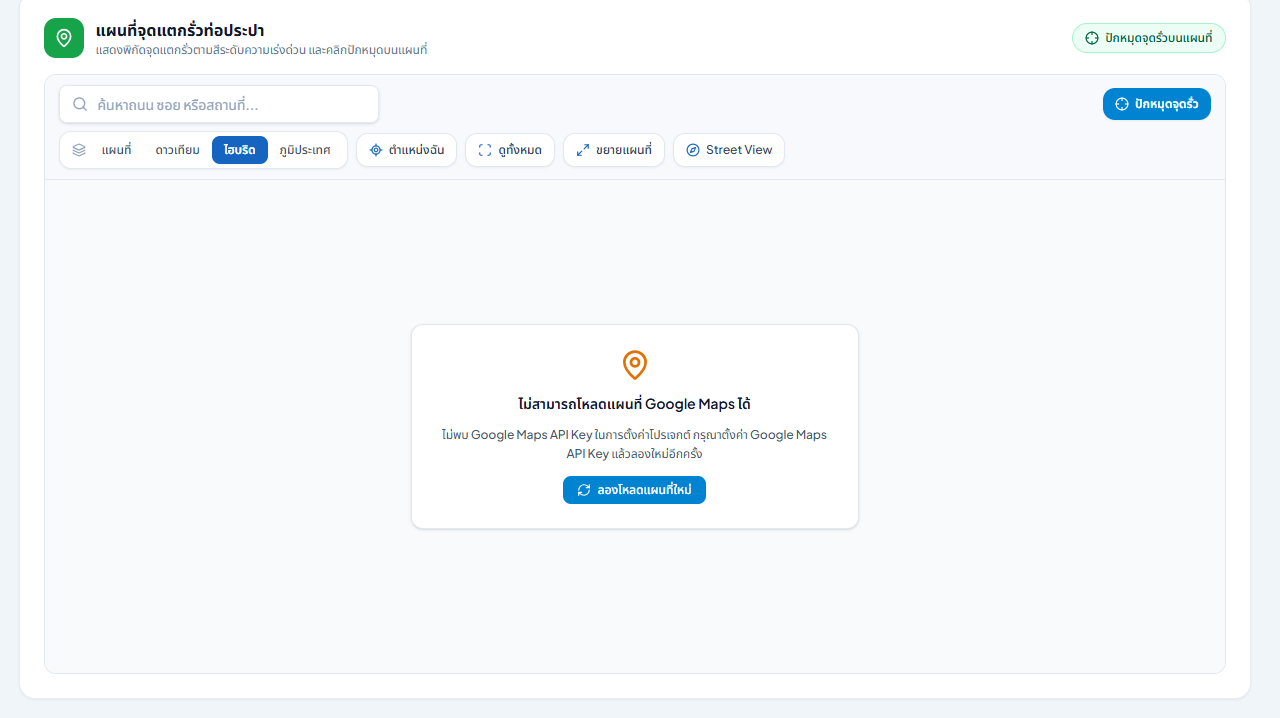 แผนที่จุดแตกรั่วท่อประปา
แสดงพิกัดจุดแตกรั่วตามสีระดับความเร่งด่วน และคลิกปักหมุดบนแผนที่
ปักหมุดจุดรั่วบนแผนที่
ค้นหาถนน ซอย หรือสถานที่...
ปักหมุดจุดรั่ว
แผนที่
ดาวเทียม
ไฮบริด
ภูมิประเทศ
ตำแหน่งฉัน
ดูทั้งหมด
ขยายแผนที่
Street View
ไม่สามารถโหลดแผนที่ Google Maps ได้
ไม่พบ Google Maps API Key ในการตั้งค่าโปรเจกต์ กรุณาตั้งค่า Google Maps
API Key แล้วลองใหม่อีกครั้ง
ลองโหลดแผนที่ใหม่